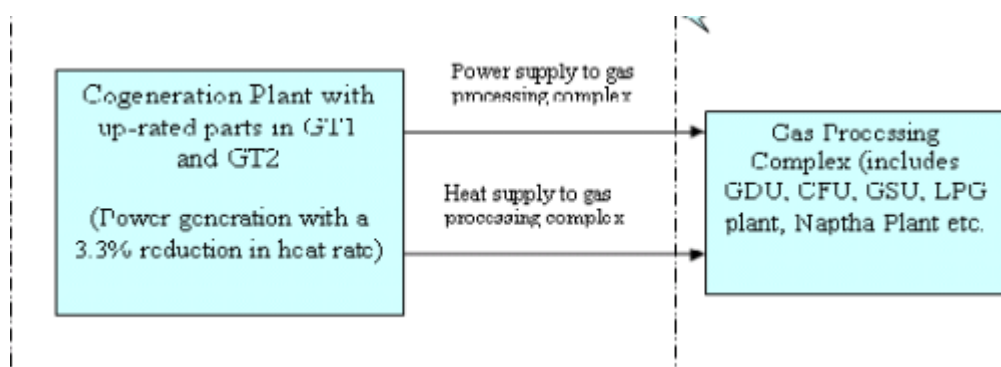 Cogeneration Plant with
up-rated parts in GT1
and GT2
(Power generation with a
3.3% reduction in heat rate)
Power supply to gas
processing complex
Heat supply to gas
processing complex
Gas Processing
Complex (includes
GDU, CFU, GSU, LPG
plant, Naptha Plant etc.